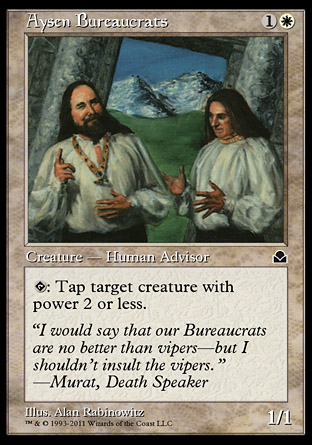 Aysen Bureaucrats 1
Creature — Human Advisor
: Tap target creature with
power 2 or less.
“I would say that our Bureaucrats
are no better than vipers—but I
shouldn’t insult the vipers.”
—Murat, Death Speaker
Illus. Alan Rabinowitz
™ & © 1993-2011 Wizards of the Coast LLC
1/1